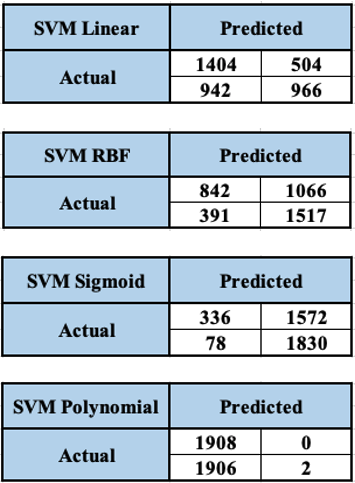 SVM Linear Predicted
Actual 1404 504
942 966
SVM RBF Predicted
Actual 842 1066
391 1517
SVM Sigmoid Predicted
Actual 336 1572
78 1830
SVM Polynomial Predicted
Actual 1908 0
1906 2